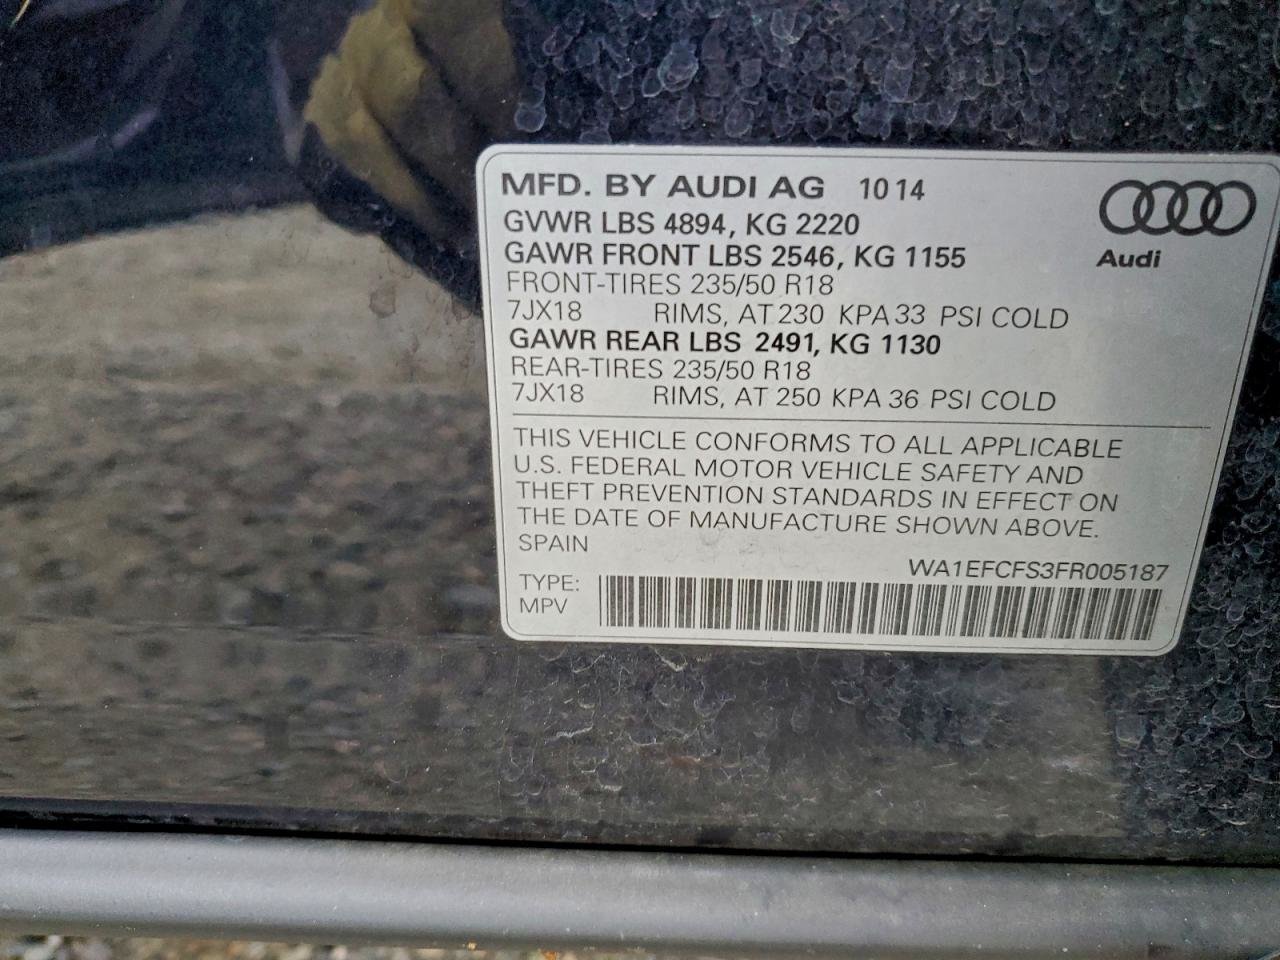 MFD. BY AUDI AG 10 14
GVWR LBS 4894, KG 2220
GAWR FRONT LBS 2546, KG 1155
FRONT-TIRES 235/50 R18
7JX18 RIMS, AT 230 KPA 33 PSI COLD
GAWR REAR LBS 2491, KG 1130
REAR-TIRES 235/50 R18
7JX18 RIMS, AT 250 KPA 36 PSI COLD
Audi
THIS VEHICLE CONFORMS TO ALL APPLICABLE
U.S. FEDERAL MOTOR VEHICLE SAFETY AND
THEFT PREVENTION STANDARDS IN EFFECT ON
THE DATE OF MANUFACTURE SHOWN ABOVE.
SPAIN
WA1EFCFS3FR005187
TYPE:
MPV